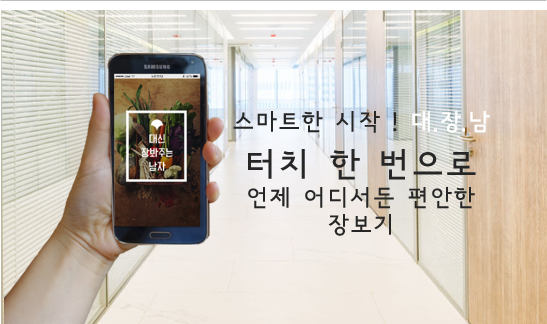 SAMSUNG
대신
장봐주는
남자
스마트한 시작 ! 대.장.남
터치 한 번으로
언제 어디서든 편안한
장보기